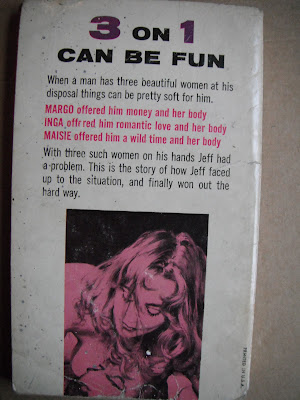 3 ON 1
CAN BE FUN
When a man has three beautiful women at his
disposal things can be pretty soft for him.
MARGO offered him money and her body
INGA offred him romantic love and her body
MAISIE offered him a wild time and her body
With three such women on his hands Jeff had
a problem. This is the story of how Jeff faced
up to the situation, and finally won out the
hard way.
PRINTED IN U.S.A.